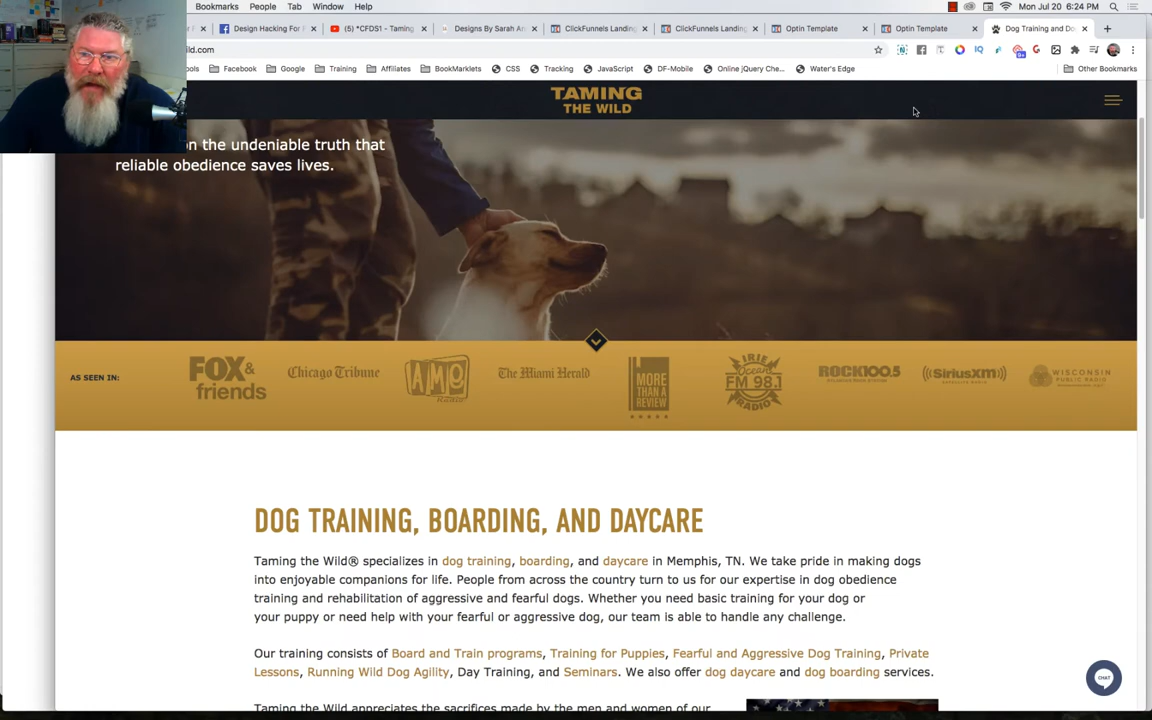 Bookmarks People Tab Window Help
Mon Jul 20 6:24 PM
Design Hacking For
(5) *CFDS1 - Taming
Designs By Sarah An
ClickFunnels Landing
ClickFunnels Landing
Optin Template
Optin Template
Dog Training and Do
ild.com
ols Facebook Google Training Affiliates BookMarklets CSS Tracking JavaScript DF-Mobile Online jQuery Che... Water's Edge Other Bookmarks
TAMING
THE WILD
on the undeniable truth that
reliable obedience saves lives.
AS SEEN IN:
FOX&
friends
Chicago Tribune
AMO
Radio
The Miami Herald
MORE
THAN A
REVIEW
IRIE
Ocean
FM 98.1
RADIO
ROCK100.5
((SiriusXM))
WISCONSIN
PUBLIC RADIO
DOG TRAINING, BOARDING, AND DAYCARE
Taming the Wild® specializes in dog training, boarding, and daycare in Memphis, TN. We take pride in making dogs
into enjoyable companions for life. People from across the country turn to us for our expertise in dog obedience
training and rehabilitation of aggressive and fearful dogs. Whether you need basic training for your dog or
your puppy or need help with your fearful or aggressive dog, our team is able to handle any challenge.
Our training consists of Board and Train programs, Training for Puppies, Fearful and Aggressive Dog Training, Private
Lessons, Running Wild Dog Agility, Day Training, and Seminars. We also offer dog daycare and dog boarding services.
Taming the Wild appreciates the sacrifices made by the men and women of our
CHAT